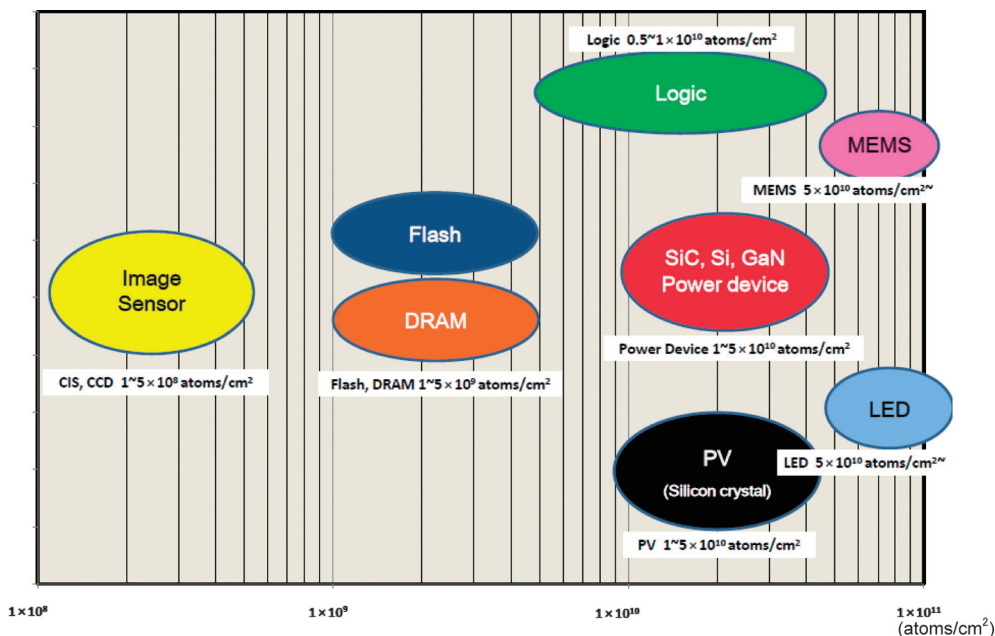 Logic 0.5~1×10¹⁰ atoms/cm²
Logic
MEMS
MEMS 5×10¹⁰ atoms/cm²~
Flash
SiC, Si, GaN
Power device
Image
Sensor
DRAM
Power Device 1~5×10¹⁰ atoms/cm²
CIS, CCD 1~5×10⁸ atoms/cm²
Flash, DRAM 1~5×10⁹ atoms/cm²
LED
PV
(Silicon crystal)
LED 5×10¹⁰ atoms/cm²~
PV 1~5×10¹⁰ atoms/cm²
1×10⁸
1×10⁹
1×10¹⁰
1×10¹¹
(atoms/cm²)